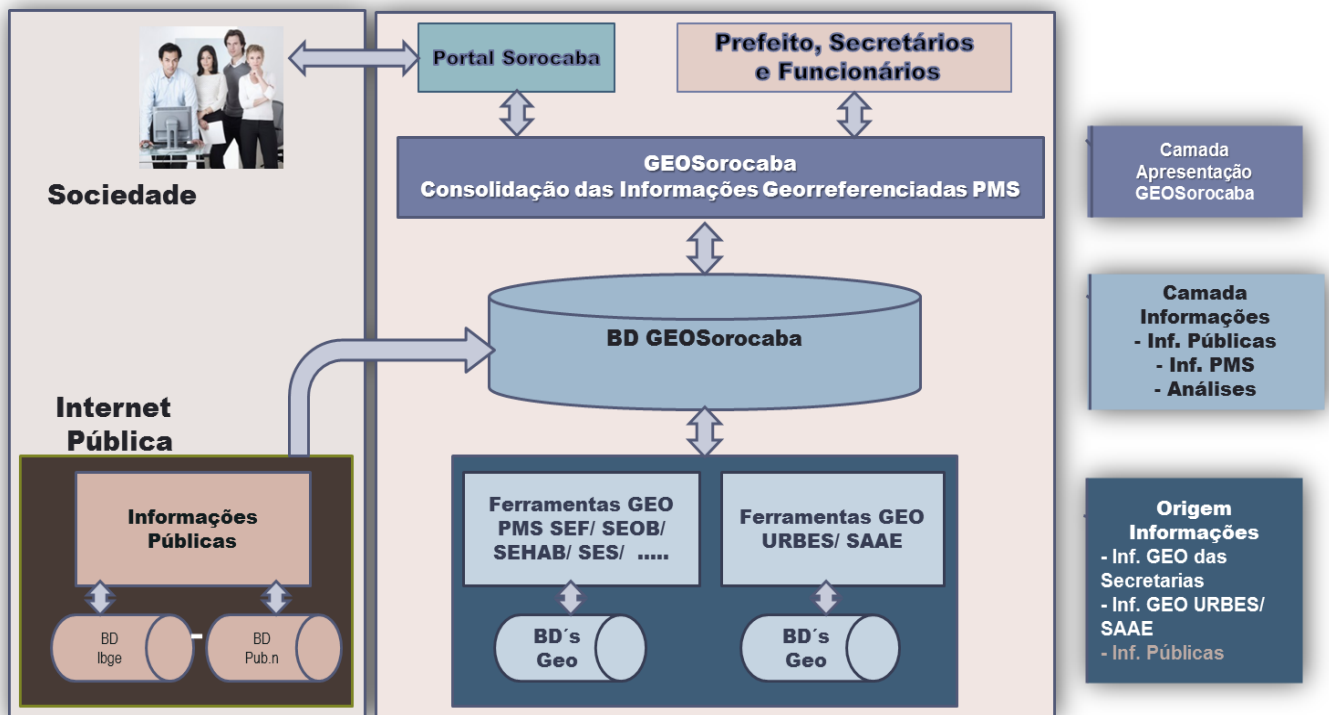 Sociedade
Internet
Pública
Informações
Públicas
BD
Ibge
BD
Pub.n
Portal Sorocaba
Prefeito, Secretários
e Funcionários
GEOSorocaba
Consolidação das Informações Georreferenciadas PMS
BD GEOSorocaba
Ferramentas GEO
PMS SEF/ SEOB/
SEHAB/ SES/ .....
Ferramentas GEO
URBES/ SAAE
BD´s
Geo
BD´s
Geo
Camada
Apresentação
GEOSorocaba
Camada
Informações
- Inf. Públicas
- Inf. PMS
- Análises
Origem
Informações
- Inf. GEO das
Secretarias
- Inf. GEO URBES/
SAAE
- Inf. Públicas